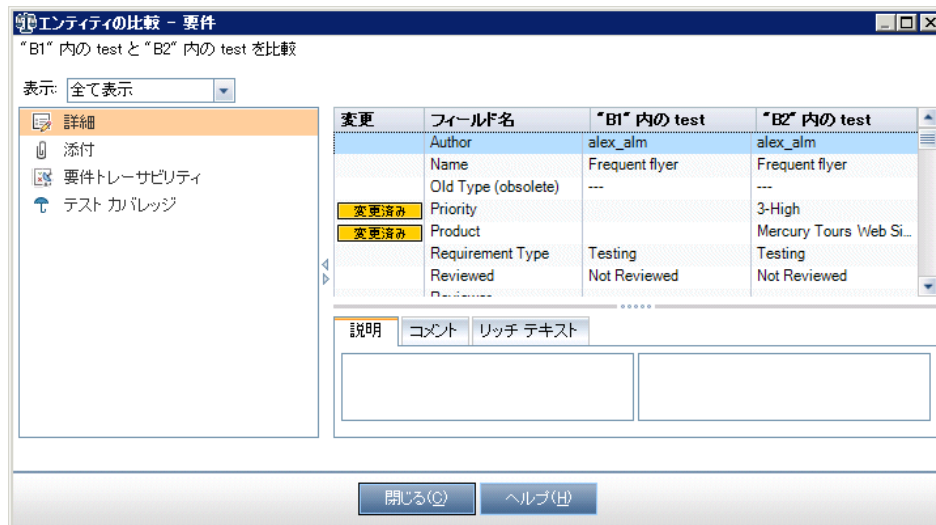 エンティティの比較 - 要件
"B1" 内の test と "B2" 内の test を比較
表示: 全て表示
詳細
添付
要件トレーサビリティ
テスト カバレッジ
変更 フィールド名 "B1" 内の test "B2" 内の test
Author alex_alm alex_alm
Name Frequent flyer Frequent flyer
Old Type (obsolete) --- ---
変更済み Priority 3-High
変更済み Product Mercury Tours Web Si...
Requirement Type Testing Testing
Reviewed Not Reviewed Not Reviewed
説明 コメント リッチ テキスト
閉じる(C) ヘルプ(H)